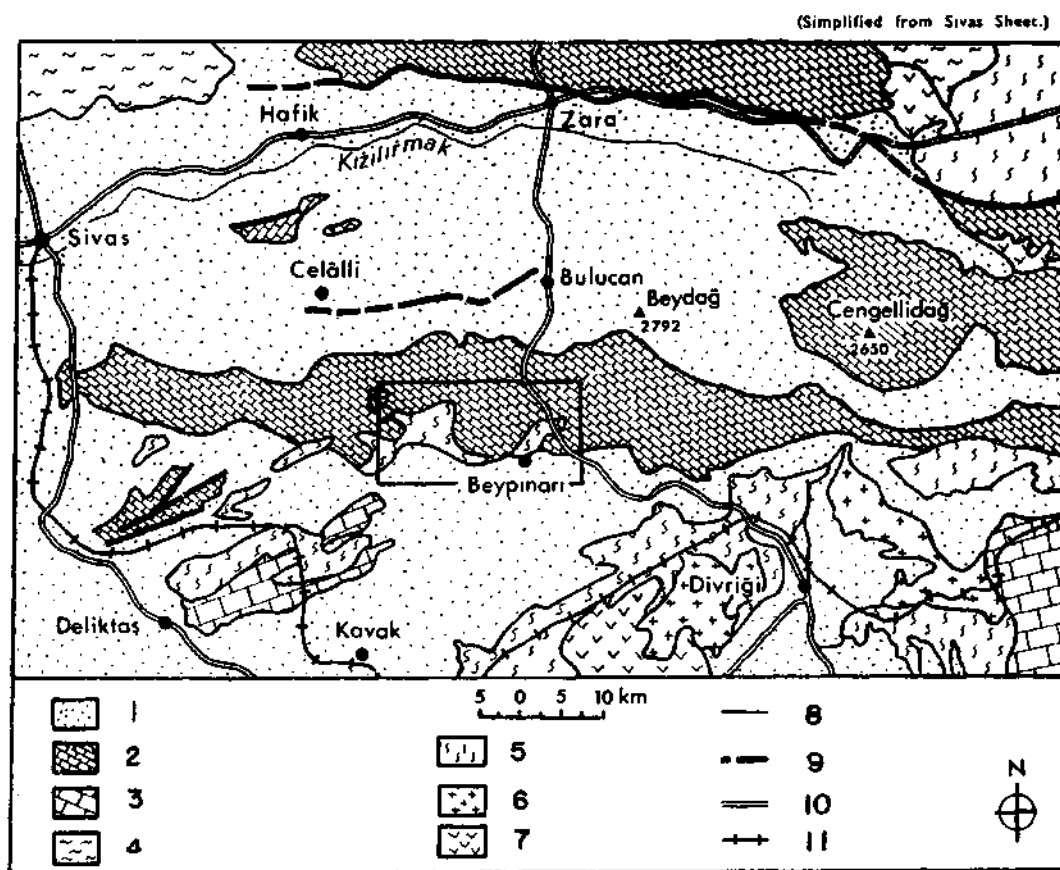 (Simplified from Sivas Sheet.)
Hafik
Zara
Kızılırmak
Sivas
Celâlli
Bulucan
Beydağ
2792
Cengellidağ
2650
Beypınarı
Divriği
Deliktaş
Kavak
5 0 5 10 km
1
2
3
4
5
6
7
8
9
10
11
N